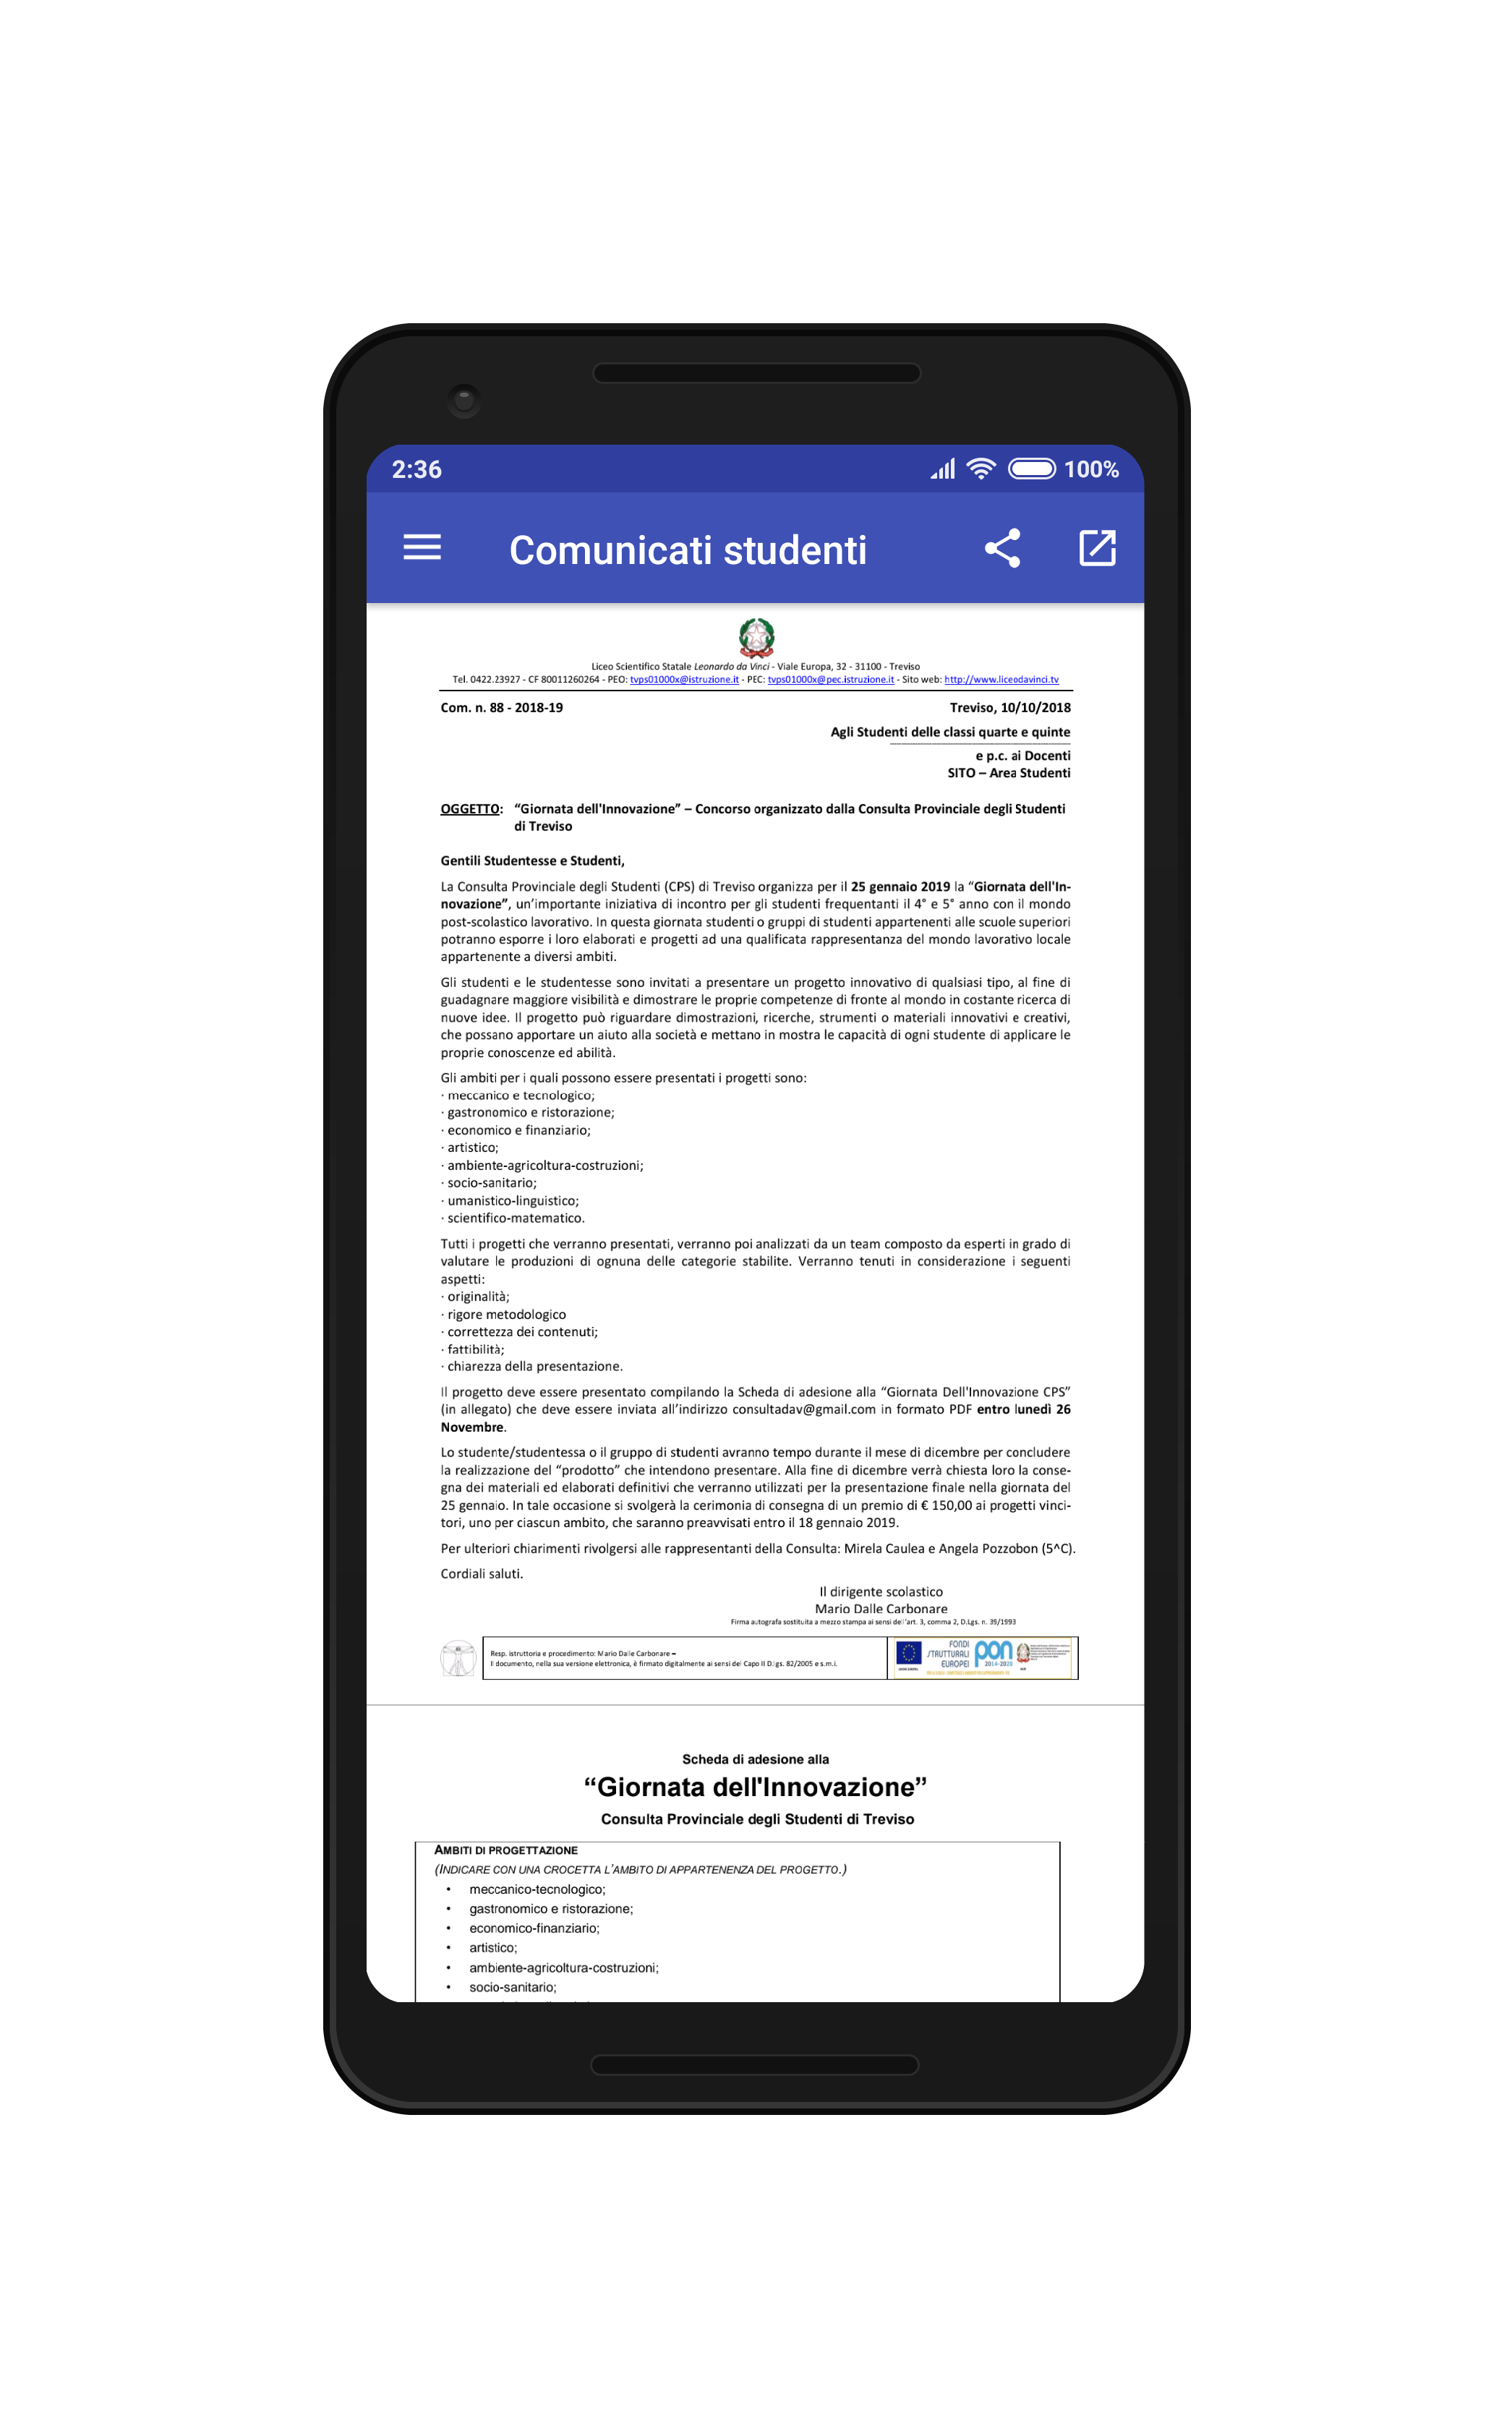 2:36 100%
Comunicati studenti
Liceo Scientifico Statale Leonardo da Vinci - Viale Europa, 32 - 31100 - Treviso
Tel. 0422.23927 - CF 80011260264 - PEO: tvps01000x@istruzione.it - PEC: tvps01000x@pec.istruzione.it - Sito web: http://www.liceodavinci.tv
Com. n. 88 - 2018-19 Treviso, 10/10/2018
Agli Studenti delle classi quarte e quinte
e p.c. ai Docenti
SITO – Area Studenti
OGGETTO: “Giornata dell'Innovazione” – Concorso organizzato dalla Consulta Provinciale degli Studenti
di Treviso
Gentili Studentesse e Studenti,
La Consulta Provinciale degli Studenti (CPS) di Treviso organizza per il 25 gennaio 2019 la “Giornata dell'In-
novazione”, un’importante iniziativa di incontro per gli studenti frequentanti il 4° e 5° anno con il mondo
post-scolastico lavorativo. In questa giornata studenti o gruppi di studenti appartenenti alle scuole superiori
potranno esporre i loro elaborati e progetti ad una qualificata rappresentanza del mondo lavorativo locale
appartenente a diversi ambiti.
Gli studenti e le studentesse sono invitati a presentare un progetto innovativo di qualsiasi tipo, al fine di
guadagnare maggiore visibilità e dimostrare le proprie competenze di fronte al mondo in costante ricerca di
nuove idee. Il progetto può riguardare dimostrazioni, ricerche, strumenti o materiali innovativi e creativi,
che possano apportare un aiuto alla società e mettano in mostra le capacità di ogni studente di applicare le
proprie conoscenze ed abilità.
Gli ambiti per i quali possono essere presentati i progetti sono:
· meccanico e tecnologico;
· gastronomico e ristorazione;
· economico e finanziario;
· artistico;
· ambiente-agricoltura-costruzioni;
· socio-sanitario;
· umanistico-linguistico;
· scientifico-matematico.
Tutti i progetti che verranno presentati, verranno poi analizzati da un team composto da esperti in grado di
valutare le produzioni di ognuna delle categorie stabilite. Verranno tenuti in considerazione i seguenti
aspetti:
· originalità;
· rigore metodologico
· correttezza dei contenuti;
· fattibilità;
· chiarezza della presentazione.
Il progetto deve essere presentato compilando la Scheda di adesione alla “Giornata Dell'Innovazione CPS”
(in allegato) che deve essere inviata all’indirizzo consultadav@gmail.com in formato PDF entro lunedì 26
Novembre.
Lo studente/studentessa o il gruppo di studenti avranno tempo durante il mese di dicembre per concludere
la realizzazione del “prodotto” che intendono presentare. Alla fine di dicembre verrà chiesta loro la conse-
gna dei materiali ed elaborati definitivi che verranno utilizzati per la presentazione finale nella giornata del
25 gennaio. In tale occasione si svolgerà la cerimonia di consegna di un premio di € 150,00 ai progetti vinci-
tori, uno per ciascun ambito, che saranno preavvisati entro il 18 gennaio 2019.
Per ulteriori chiarimenti rivolgersi alle rappresentanti della Consulta: Mirela Caulea e Angela Pozzobon (5^C).
Cordiali saluti.
Il dirigente scolastico
Mario Dalle Carbonare
Firma autografa sostituita a mezzo stampa ai sensi dell'art. 3, comma 2, D.Lgs. n. 39/1993
Resp. istruttoria e procedimento: Mario Dalle Carbonare –
Il documento, nella sua versione elettronica, è firmato digitalmente ai sensi del Capo II D.lgs. 82/2005 e s.m.i.
FONDI
STRUTTURALI
EUROPEI
pon
2014-2020
Scheda di adesione alla
“Giornata dell'Innovazione”
Consulta Provinciale degli Studenti di Treviso
AMBITI DI PROGETTAZIONE
(INDICARE CON UNA CROCETTA L’AMBITO DI APPARTENENZA DEL PROGETTO.)
• meccanico-tecnologico;
• gastronomico e ristorazione;
• economico-finanziario;
• artistico;
• ambiente-agricoltura-costruzioni;
• socio-sanitario;